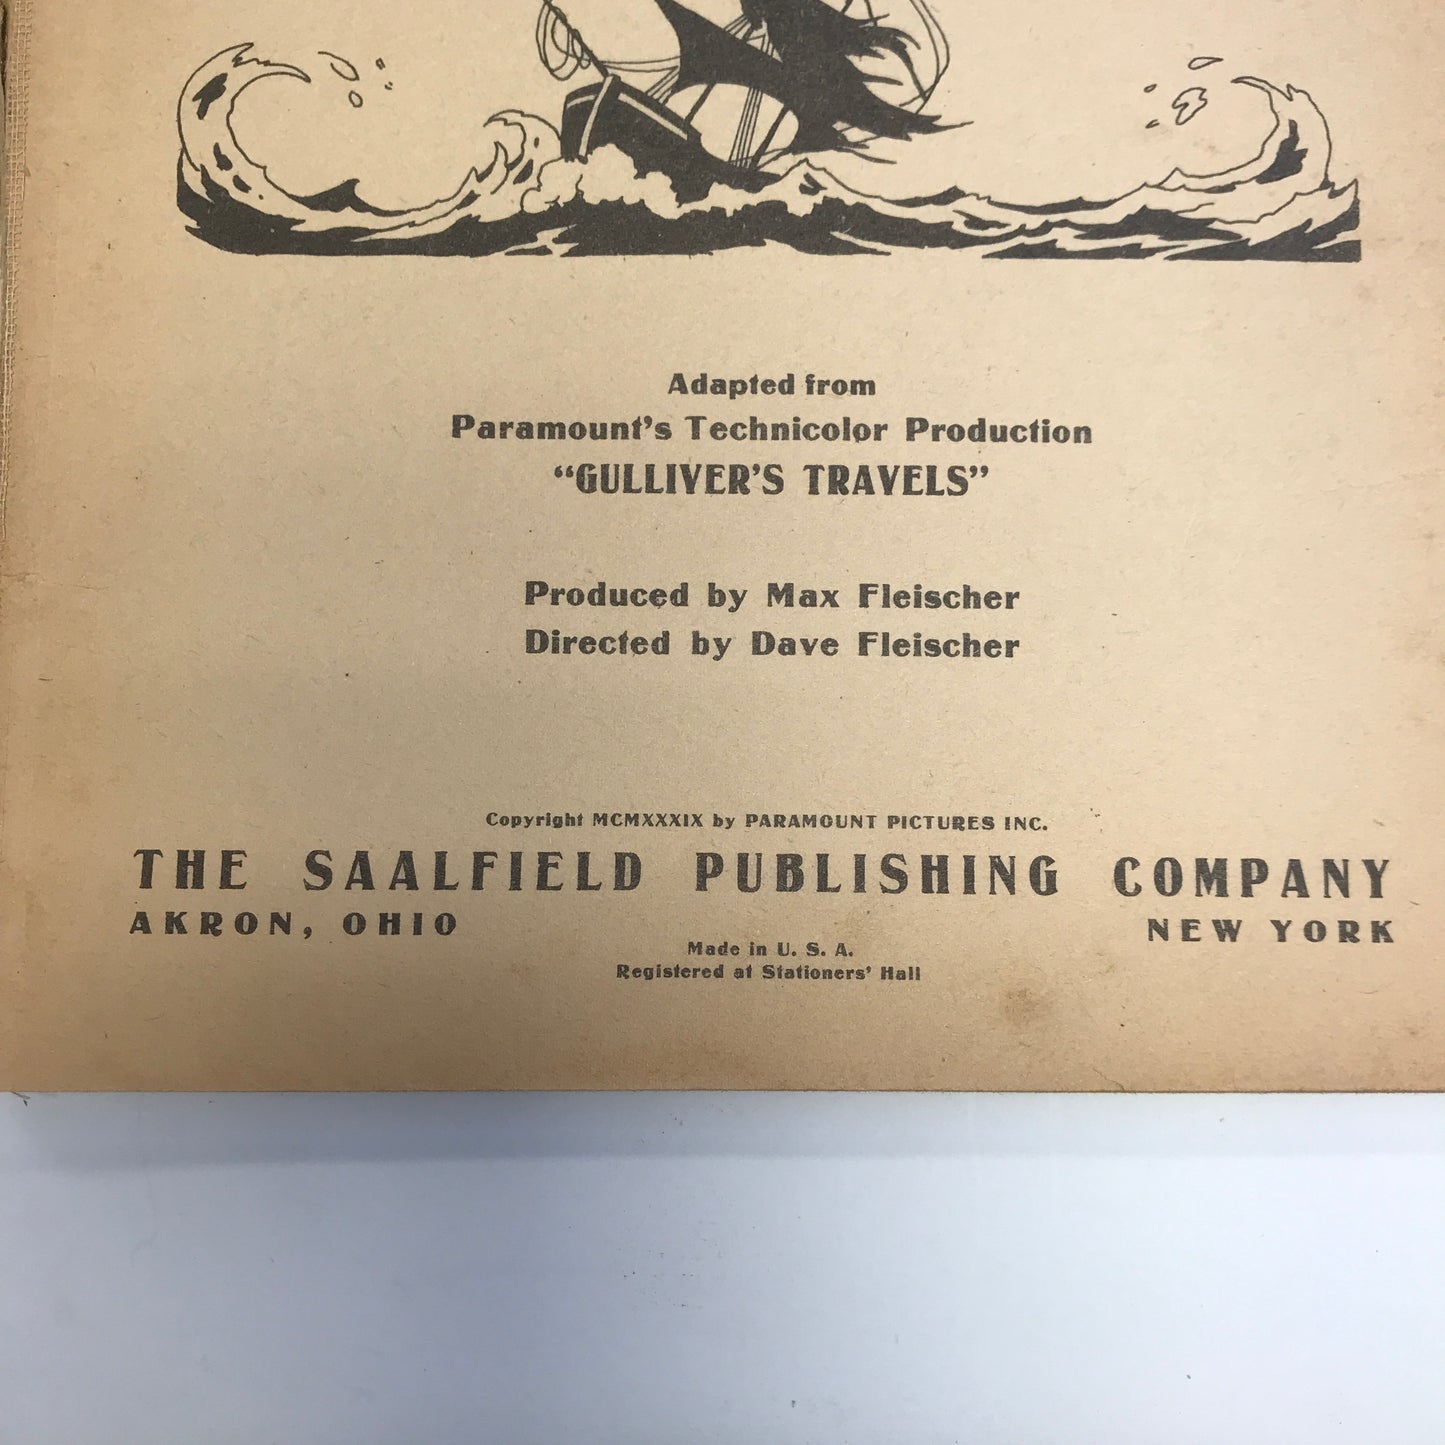 Adapted from
Paramount's Technicolor Production
"GULLIVER'S TRAVELS"
Produced by Max Fleischer
Directed by Dave Fleischer
Copyright MCMXXXIX by PARAMOUNT PICTURES INC.
THE SAALFIELD PUBLISHING COMPANY
AKRON, OHIO NEW YORK
Made in U. S. A.
Registered at Stationers' Hall